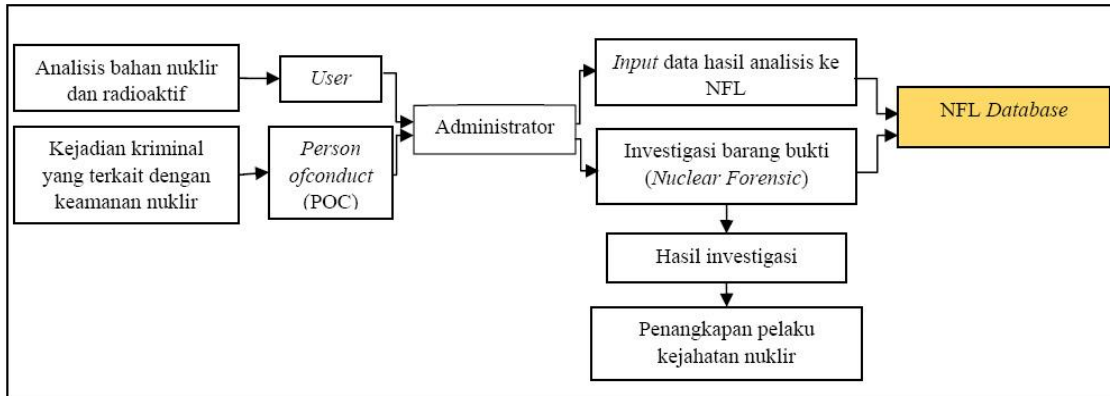 Analisis bahan nuklir
dan radioaktif
User
Kejadian kriminal
yang terkait dengan
keamanan nuklir
Person
ofconduct
(POC)
Administrator
Input data hasil analisis ke
NFL
Investigasi barang bukti
(Nuclear Forensic)
Hasil investigasi
Penangkapan pelaku
kejahatan nuklir
NFL Database